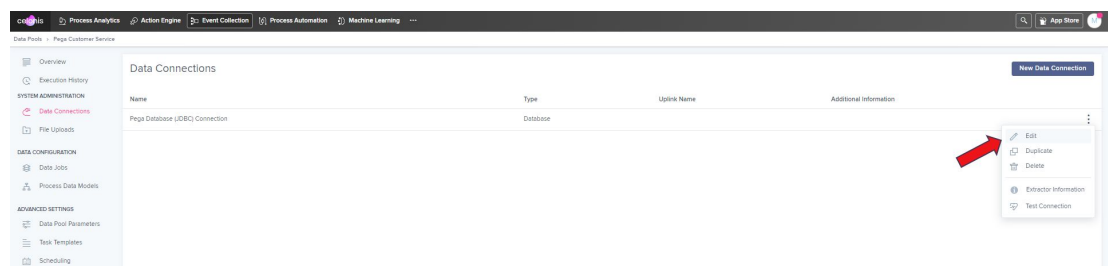 celonis Process Analytics Action Engine Event Collection Process Automation Machine Learning ... App Store M
Data Pools > Pega Customer Service
Overview
Execution History
SYSTEM ADMINISTRATION
Data Connections
File Uploads
DATA CONFIGURATION
Data Jobs
Process Data Models
ADVANCED SETTINGS
Data Pool Parameters
Task Templates
Scheduling
Data Connections New Data Connection
Name Type Uplink Name Additional Information
Pega Database (JDBC) Connection Database
Edit
Duplicate
Delete
Extractor Information
Test Connection